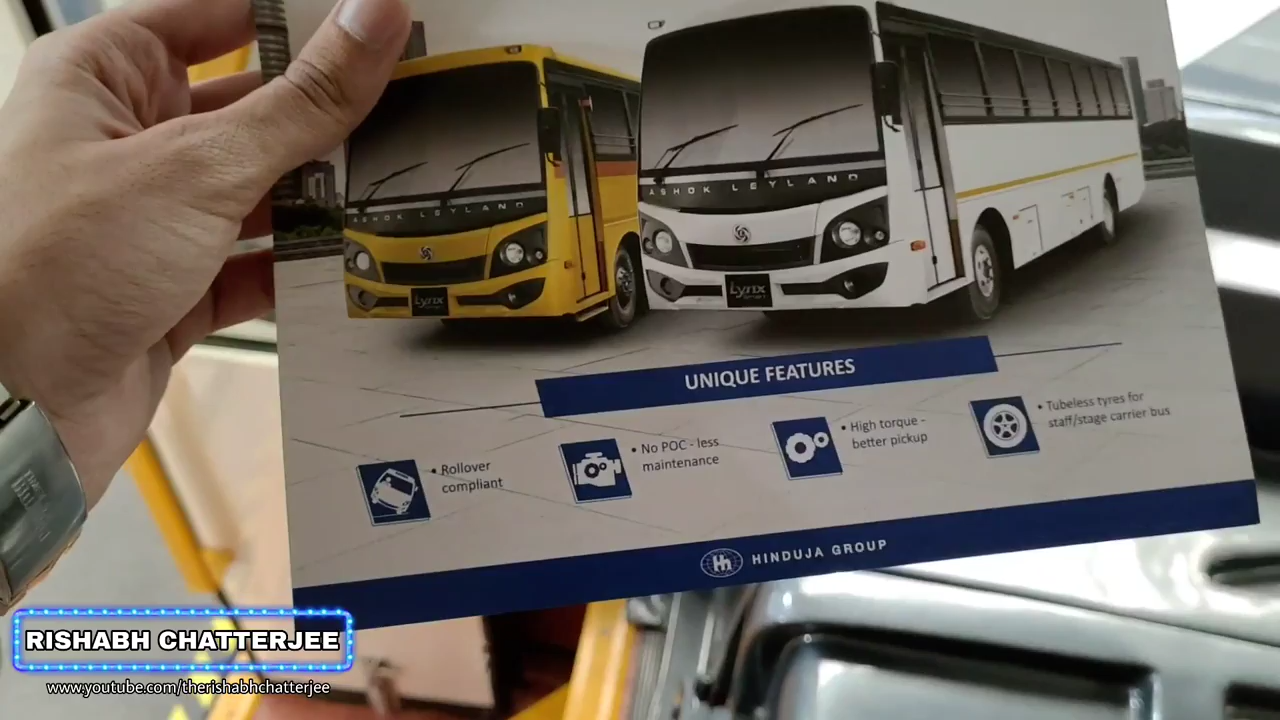 ASHOK LEYLAND
Lynx
ASHOK LEYLAND
Lynx
UNIQUE FEATURES
• Rollover
compliant
• No POC - less
maintenance
• High torque -
better pickup
• Tubeless tyres for
staff/stage carrier bus
HINDUJA GROUP
RISHABH CHATTERJEE
www.youtube.com/therishabhchatterjee